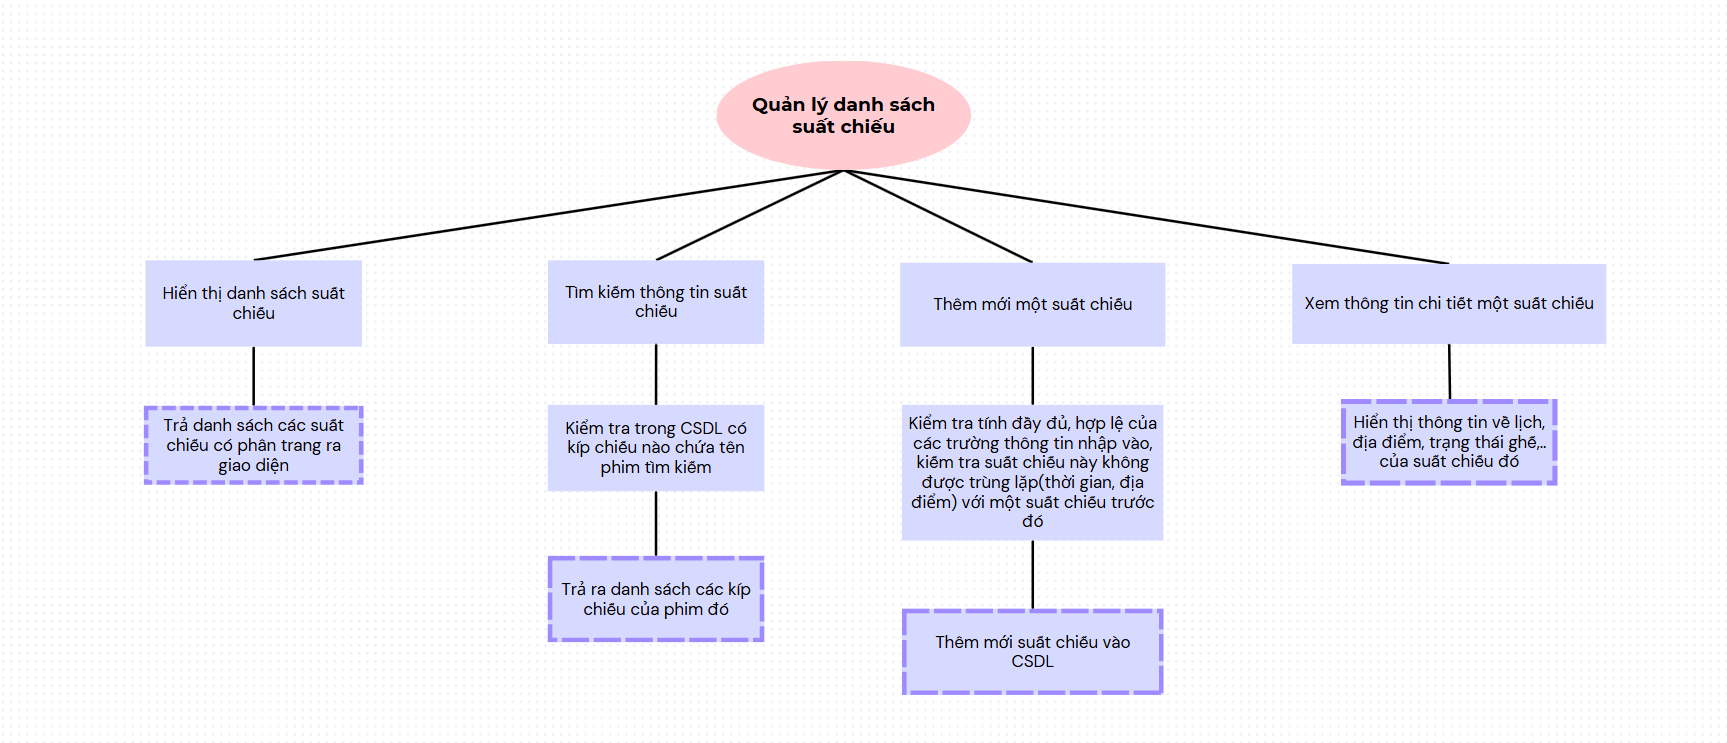 Quản lý danh sách
suất chiếu
Hiển thị danh sách suất
chiếu
Tìm kiếm thông tin suất
chiếu
Thêm mới một suất chiếu
Xem thông tin chi tiết một suất chiếu
Trả danh sách các suất
chiếu có phân trang ra
giao diện
Kiểm tra trong CSDL có
kíp chiếu nào chứa tên
phim tìm kiếm
Kiểm tra tính đầy đủ, hợp lệ của
các trường thông tin nhập vào,
kiểm tra suất chiếu này không
được trùng lặp(thời gian, địa
điểm) với một suất chiếu trước
đó
Hiển thị thông tin về lịch,
địa điểm, trạng thái ghế,..
của suất chiếu đó
Trả ra danh sách các kíp
chiếu của phim đó
Thêm mới suất chiếu vào
CSDL